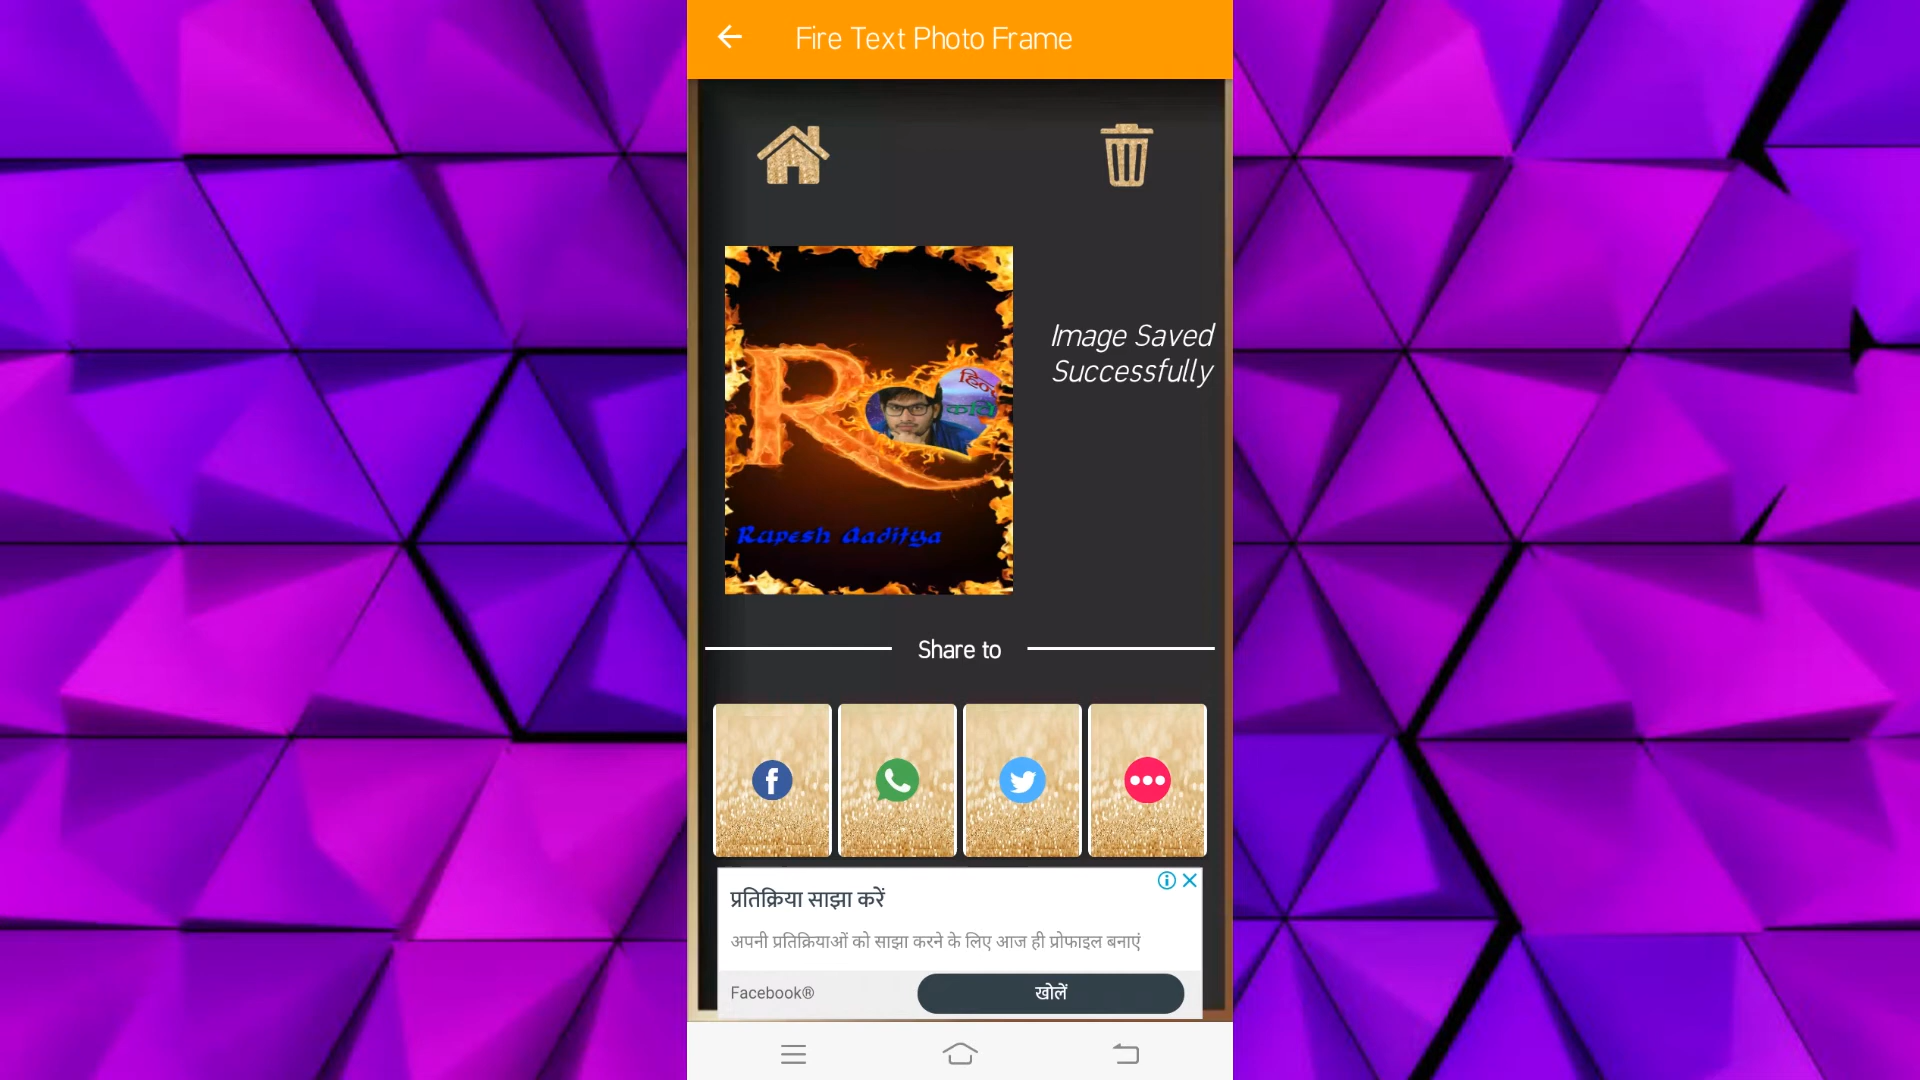 Fire Text Photo Frame
R
हिन्
कवि
Rapesh Aaditya
Image Saved
Successfully
Share to
प्रतिक्रिया साझा करें
अपनी प्रतिक्रियाओं को साझा करने के लिए आज ही प्रोफाइल बनाएं
Facebook®
खोलें